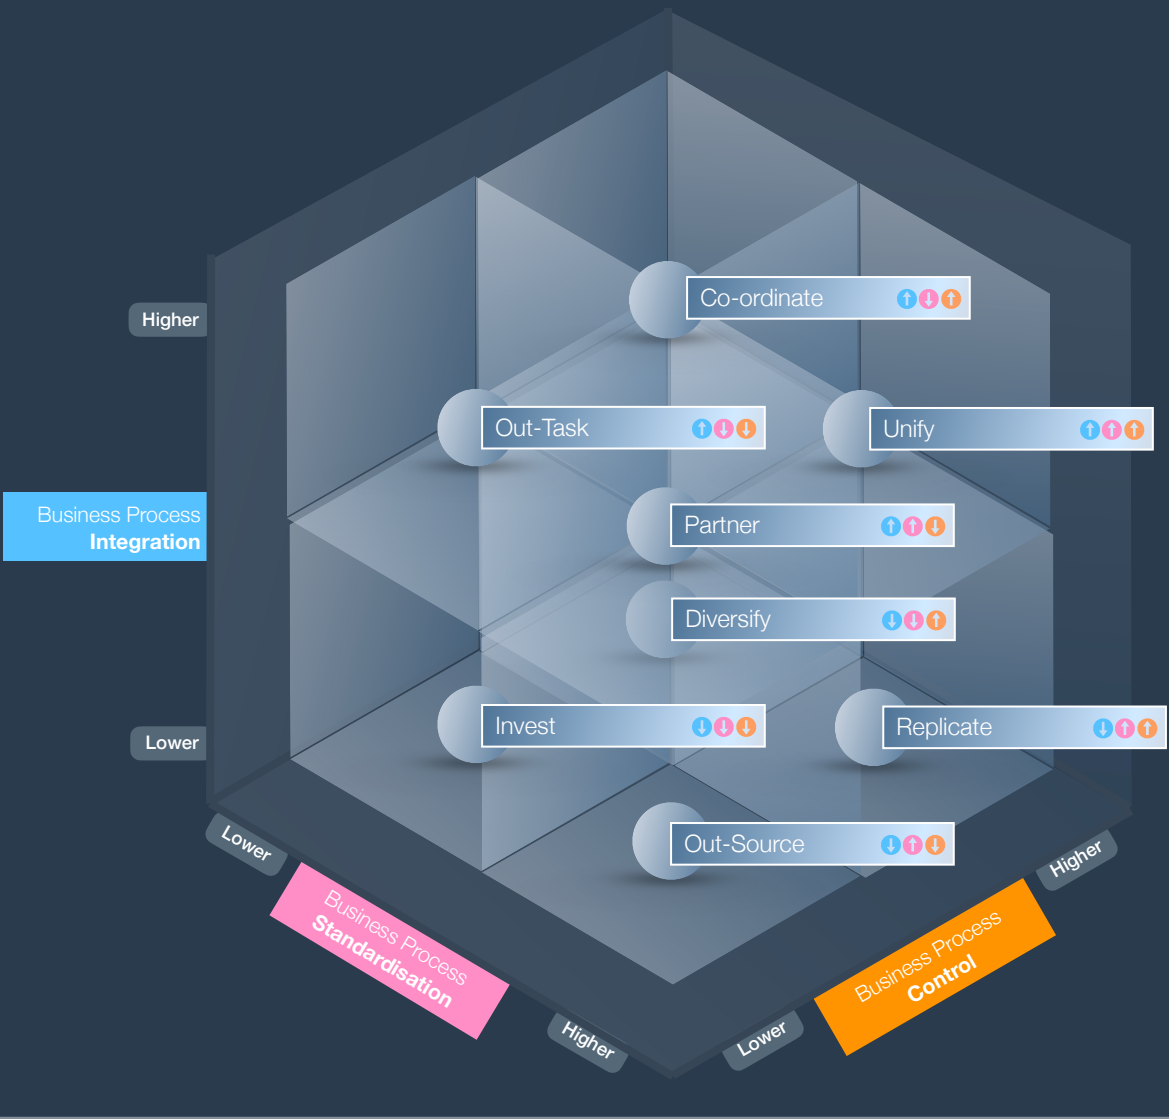 Co-ordinate
Higher
Out-Task
Unify
Business Process
Integration
Partner
Diversify
Invest
Replicate
Lower
Out-Source
Lower
Higher
Business Process
Standardisation
Business Process
Control
Higher
Lower